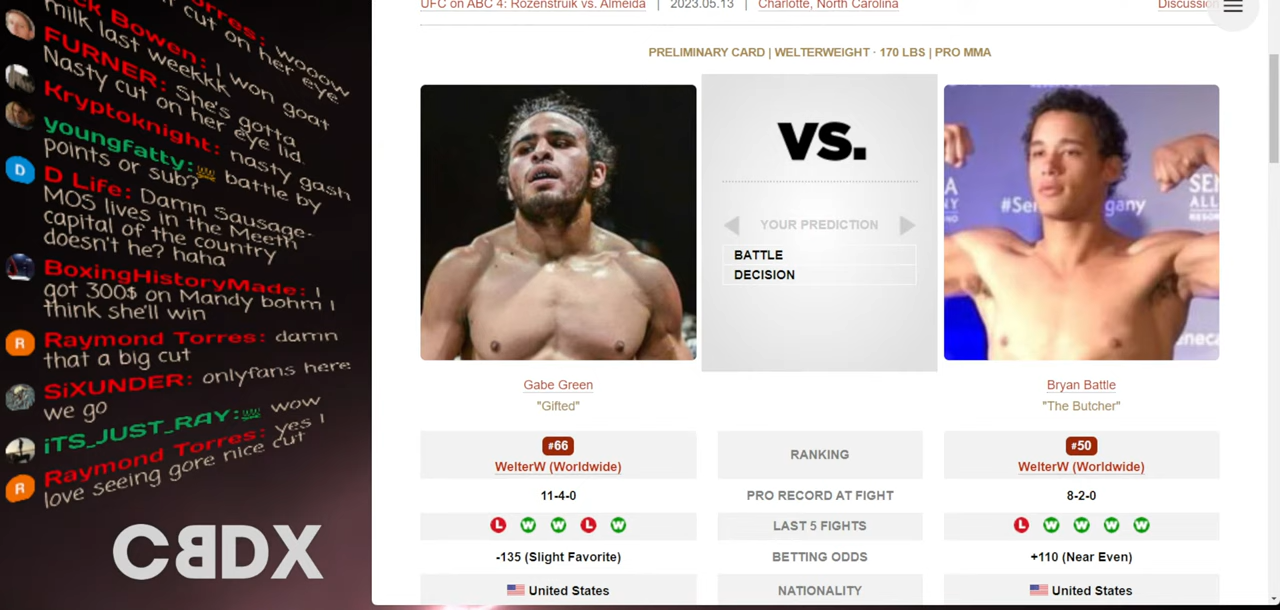 rres: wooow
cut on her eye
ck Bowen: I won goat
milk last weekkk
FURNER: She's gotta
Nasty cut on her eye lid.
Kryptoknight: nasty gash
youngFatty: battle by
points or sub?
D
D Life: Damn Sausage-
MOS lives in the Meeth
capital of the country
doesn't he? haha
BoxingHistoryMade: I
got 300$ on Mandy bohm I
think she'll win
R
Raymond Torres: damn
that a big cut
SiXUNDER: onlyfans here
we go
iTS_JUST_RAY: wow
R
Raymond Torres: yes I
love seeing gore nice cut
CBDX
UFC on ABC 4: Rozenstruik vs. Almeida | 2023.05.13 | Charlotte, North Carolina
Discussion
PRELIMINARY CARD | WELTERWEIGHT · 170 LBS | PRO MMA
VS.
YOUR PREDICTION
BATTLE
DECISION
Gabe Green
"Gifted"
Bryan Battle
"The Butcher"
#66
WelterW (Worldwide)
RANKING
#50
WelterW (Worldwide)
11-4-0
PRO RECORD AT FIGHT
8-2-0
L W W L W
LAST 5 FIGHTS
L W W W W
-135 (Slight Favorite)
BETTING ODDS
+110 (Near Even)
United States
NATIONALITY
United States